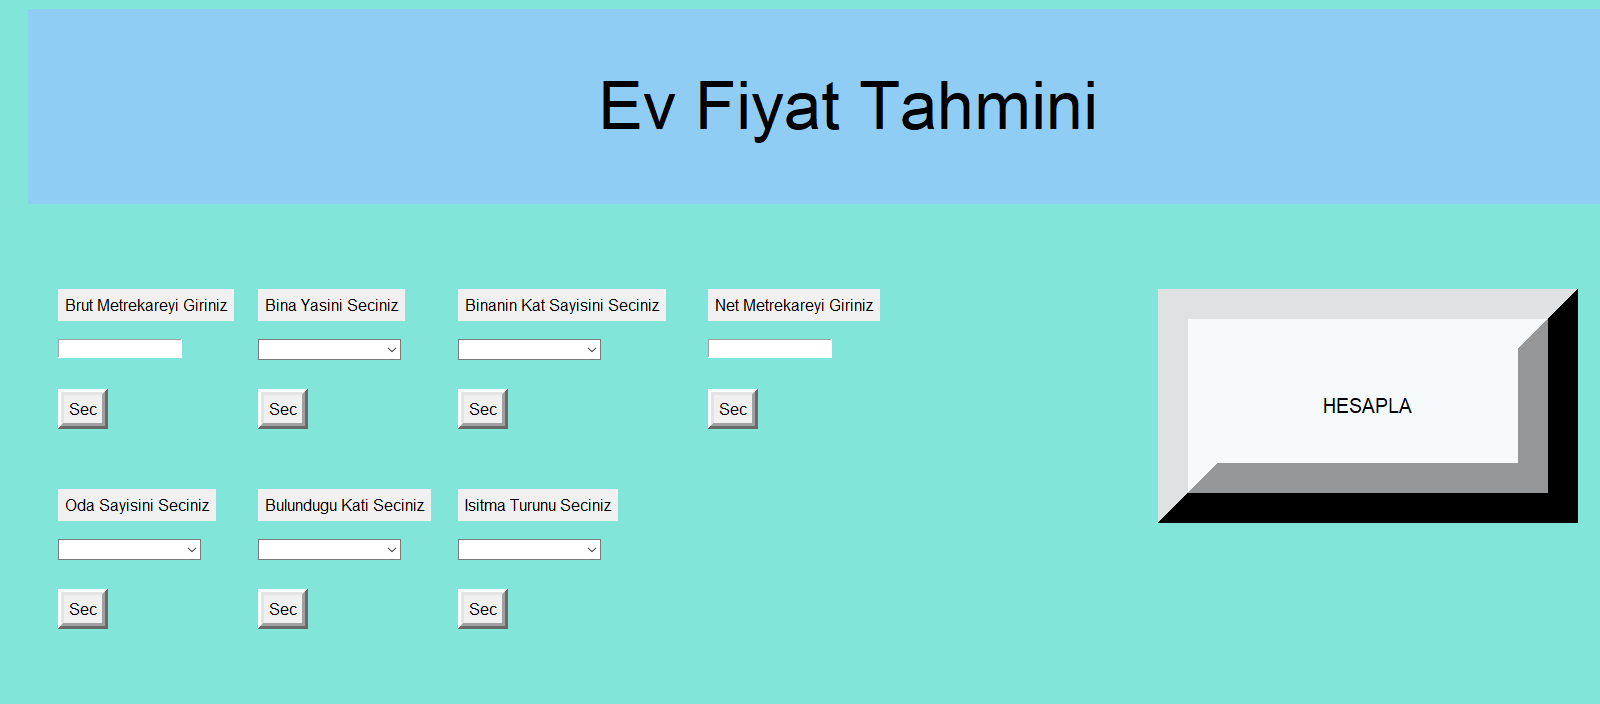 Ev Fiyat Tahmini
Brut Metrekareyi Giriniz
Bina Yasini Seciniz
Binanin Kat Sayisini Seciniz
Net Metrekareyi Giriniz
Sec
Sec
Sec
Sec
HESAPLA
Oda Sayisini Seciniz
Bulundugu Kati Seciniz
Isitma Turunu Seciniz
Sec
Sec
Sec